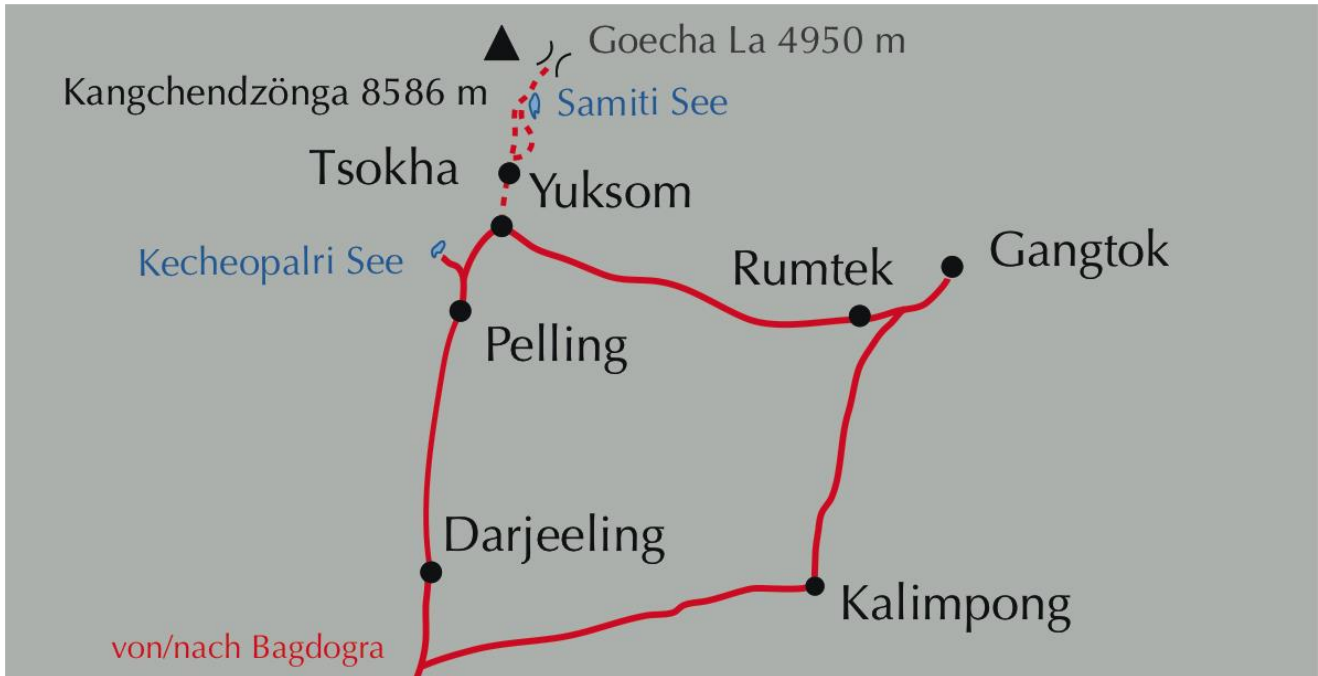 Goecha La 4950 m
Kangchendzönga 8586 m
Samiti See
Tsokha
Yuksom
Kecheopalri See
Rumtek
Gangtok
Pelling
Darjeeling
Kalimpong
von/nach Bagdogra